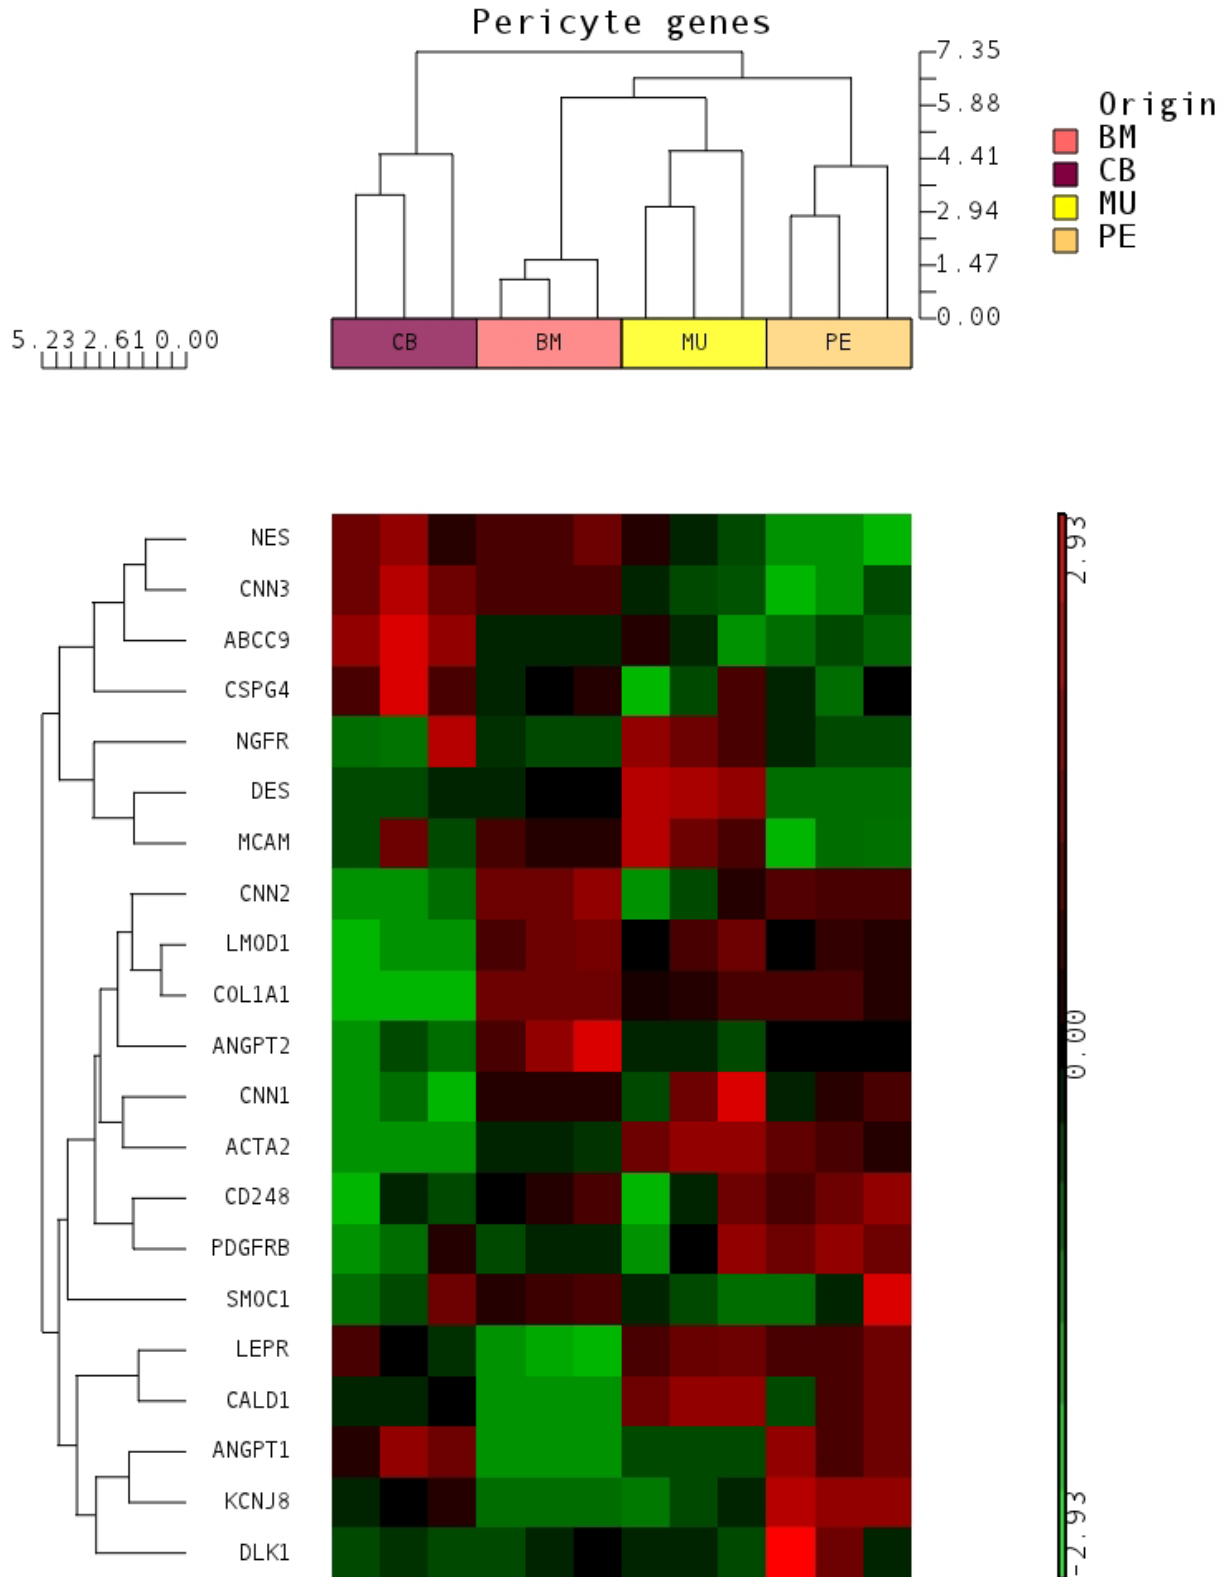 Pericyte genes
7.35
5.88
4.41
2.94
1.47
0.00
Origin
BM
CB
MU
PE
5.23 2.61 0.00
CB BM MU PE
NES
CNN3
ABCC9
CSPG4
NGFR
DES
MCAM
CNN2
LMOD1
COL1A1
ANGPT2
CNN1
ACTA2
CD248
PDGFRB
SMOC1
LEPR
CALD1
ANGPT1
KCNJ8
DLK1
2.93
0.00
-2.93